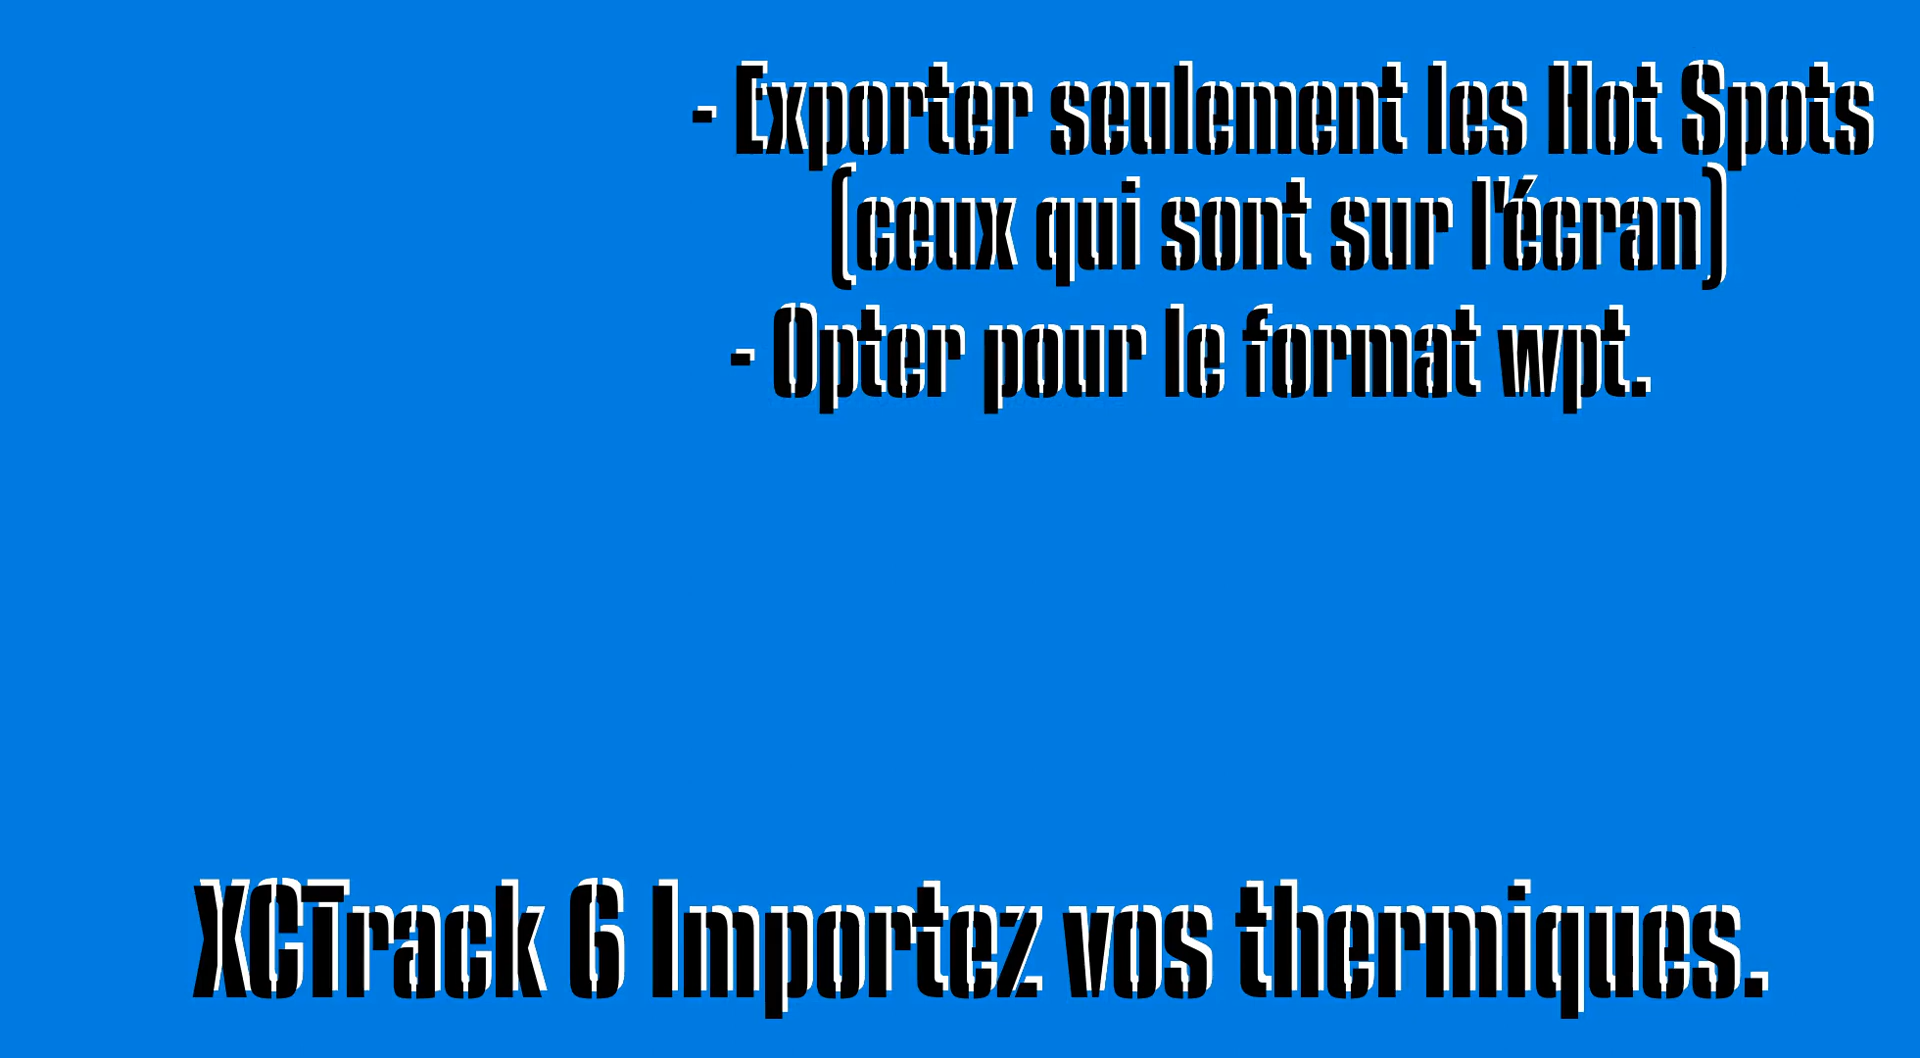 - Exporter seulement les Hot Spots
(ceux qui sont sur l'écran)
- Opter pour le format wpt.
XCTrack 6 Importez vos thermiques.